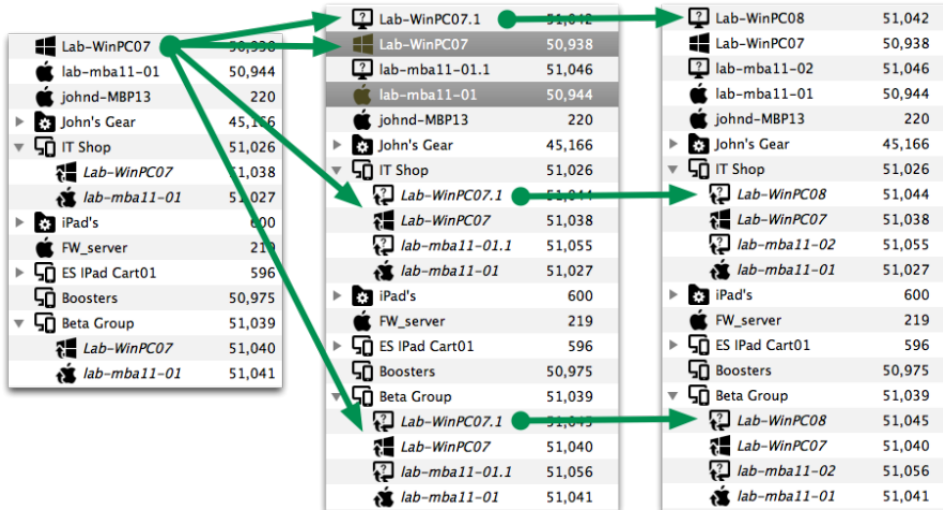 Lab-WinPC07 50,938
lab-mba11-01 50,944
johnd-MBP13 220
John's Gear 45,166
IT Shop 51,026
Lab-WinPC07 51,038
lab-mba11-01 51,027
iPad's 600
FW_server 219
ES IPad Cart01 596
Boosters 50,975
Beta Group 51,039
Lab-WinPC07 51,040
lab-mba11-01 51,041
Lab-WinPC07.1 51,042
Lab-WinPC07 50,938
lab-mba11-01.1 51,046
lab-mba11-01 50,944
johnd-MBP13 220
John's Gear 45,166
IT Shop 51,026
Lab-WinPC07.1 51,044
Lab-WinPC07 51,038
lab-mba11-01.1 51,055
lab-mba11-01 51,027
iPad's 600
FW_server 219
ES IPad Cart01 596
Boosters 50,975
Beta Group 51,039
Lab-WinPC07.1 51,045
Lab-WinPC07 51,040
lab-mba11-01.1 51,056
lab-mba11-01 51,041
Lab-WinPC08 51,042
Lab-WinPC07 50,938
lab-mba11-02 51,046
lab-mba11-01 50,944
johnd-MBP13 220
John's Gear 45,166
IT Shop 51,026
Lab-WinPC08 51,044
Lab-WinPC07 51,038
lab-mba11-02 51,055
lab-mba11-01 51,027
iPad's 600
FW_server 219
ES IPad Cart01 596
Boosters 50,975
Beta Group 51,039
Lab-WinPC08 51,045
Lab-WinPC07 51,040
lab-mba11-02 51,056
lab-mba11-01 51,041